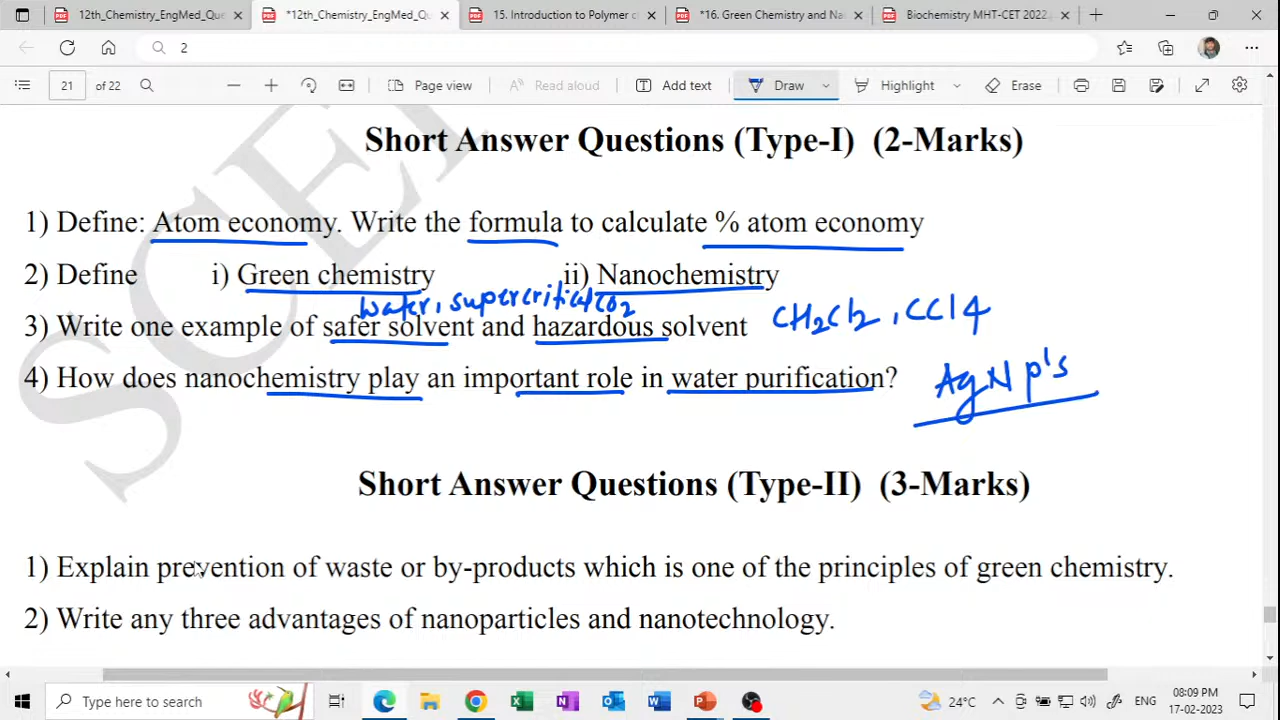 12th_Chemistry_EngMed_Que
*12th_Chemistry_EngMed_Qu
15. Introduction to Polymer c
*16. Green Chemistry and Na
Biochemistry MHT-CET 2022
2
21 of 22
Page view
Read aloud
Add text
Draw
Highlight
Erase
SCE
Short Answer Questions (Type-I) (2-Marks)
1) Define: Atom economy. Write the formula to calculate % atom economy
2) Define i) Green chemistry ii) Nanochemistry
water, supercritical CO2
3) Write one example of safer solvent and hazardous solvent CH2Cl2, CCl4
4) How does nanochemistry play an important role in water purification? AgNp's
Short Answer Questions (Type-II) (3-Marks)
1) Explain prevention of waste or by-products which is one of the principles of green chemistry.
2) Write any three advantages of nanoparticles and nanotechnology.
Type here to search
24°C
ENG
08:09 PM
17-02-2023